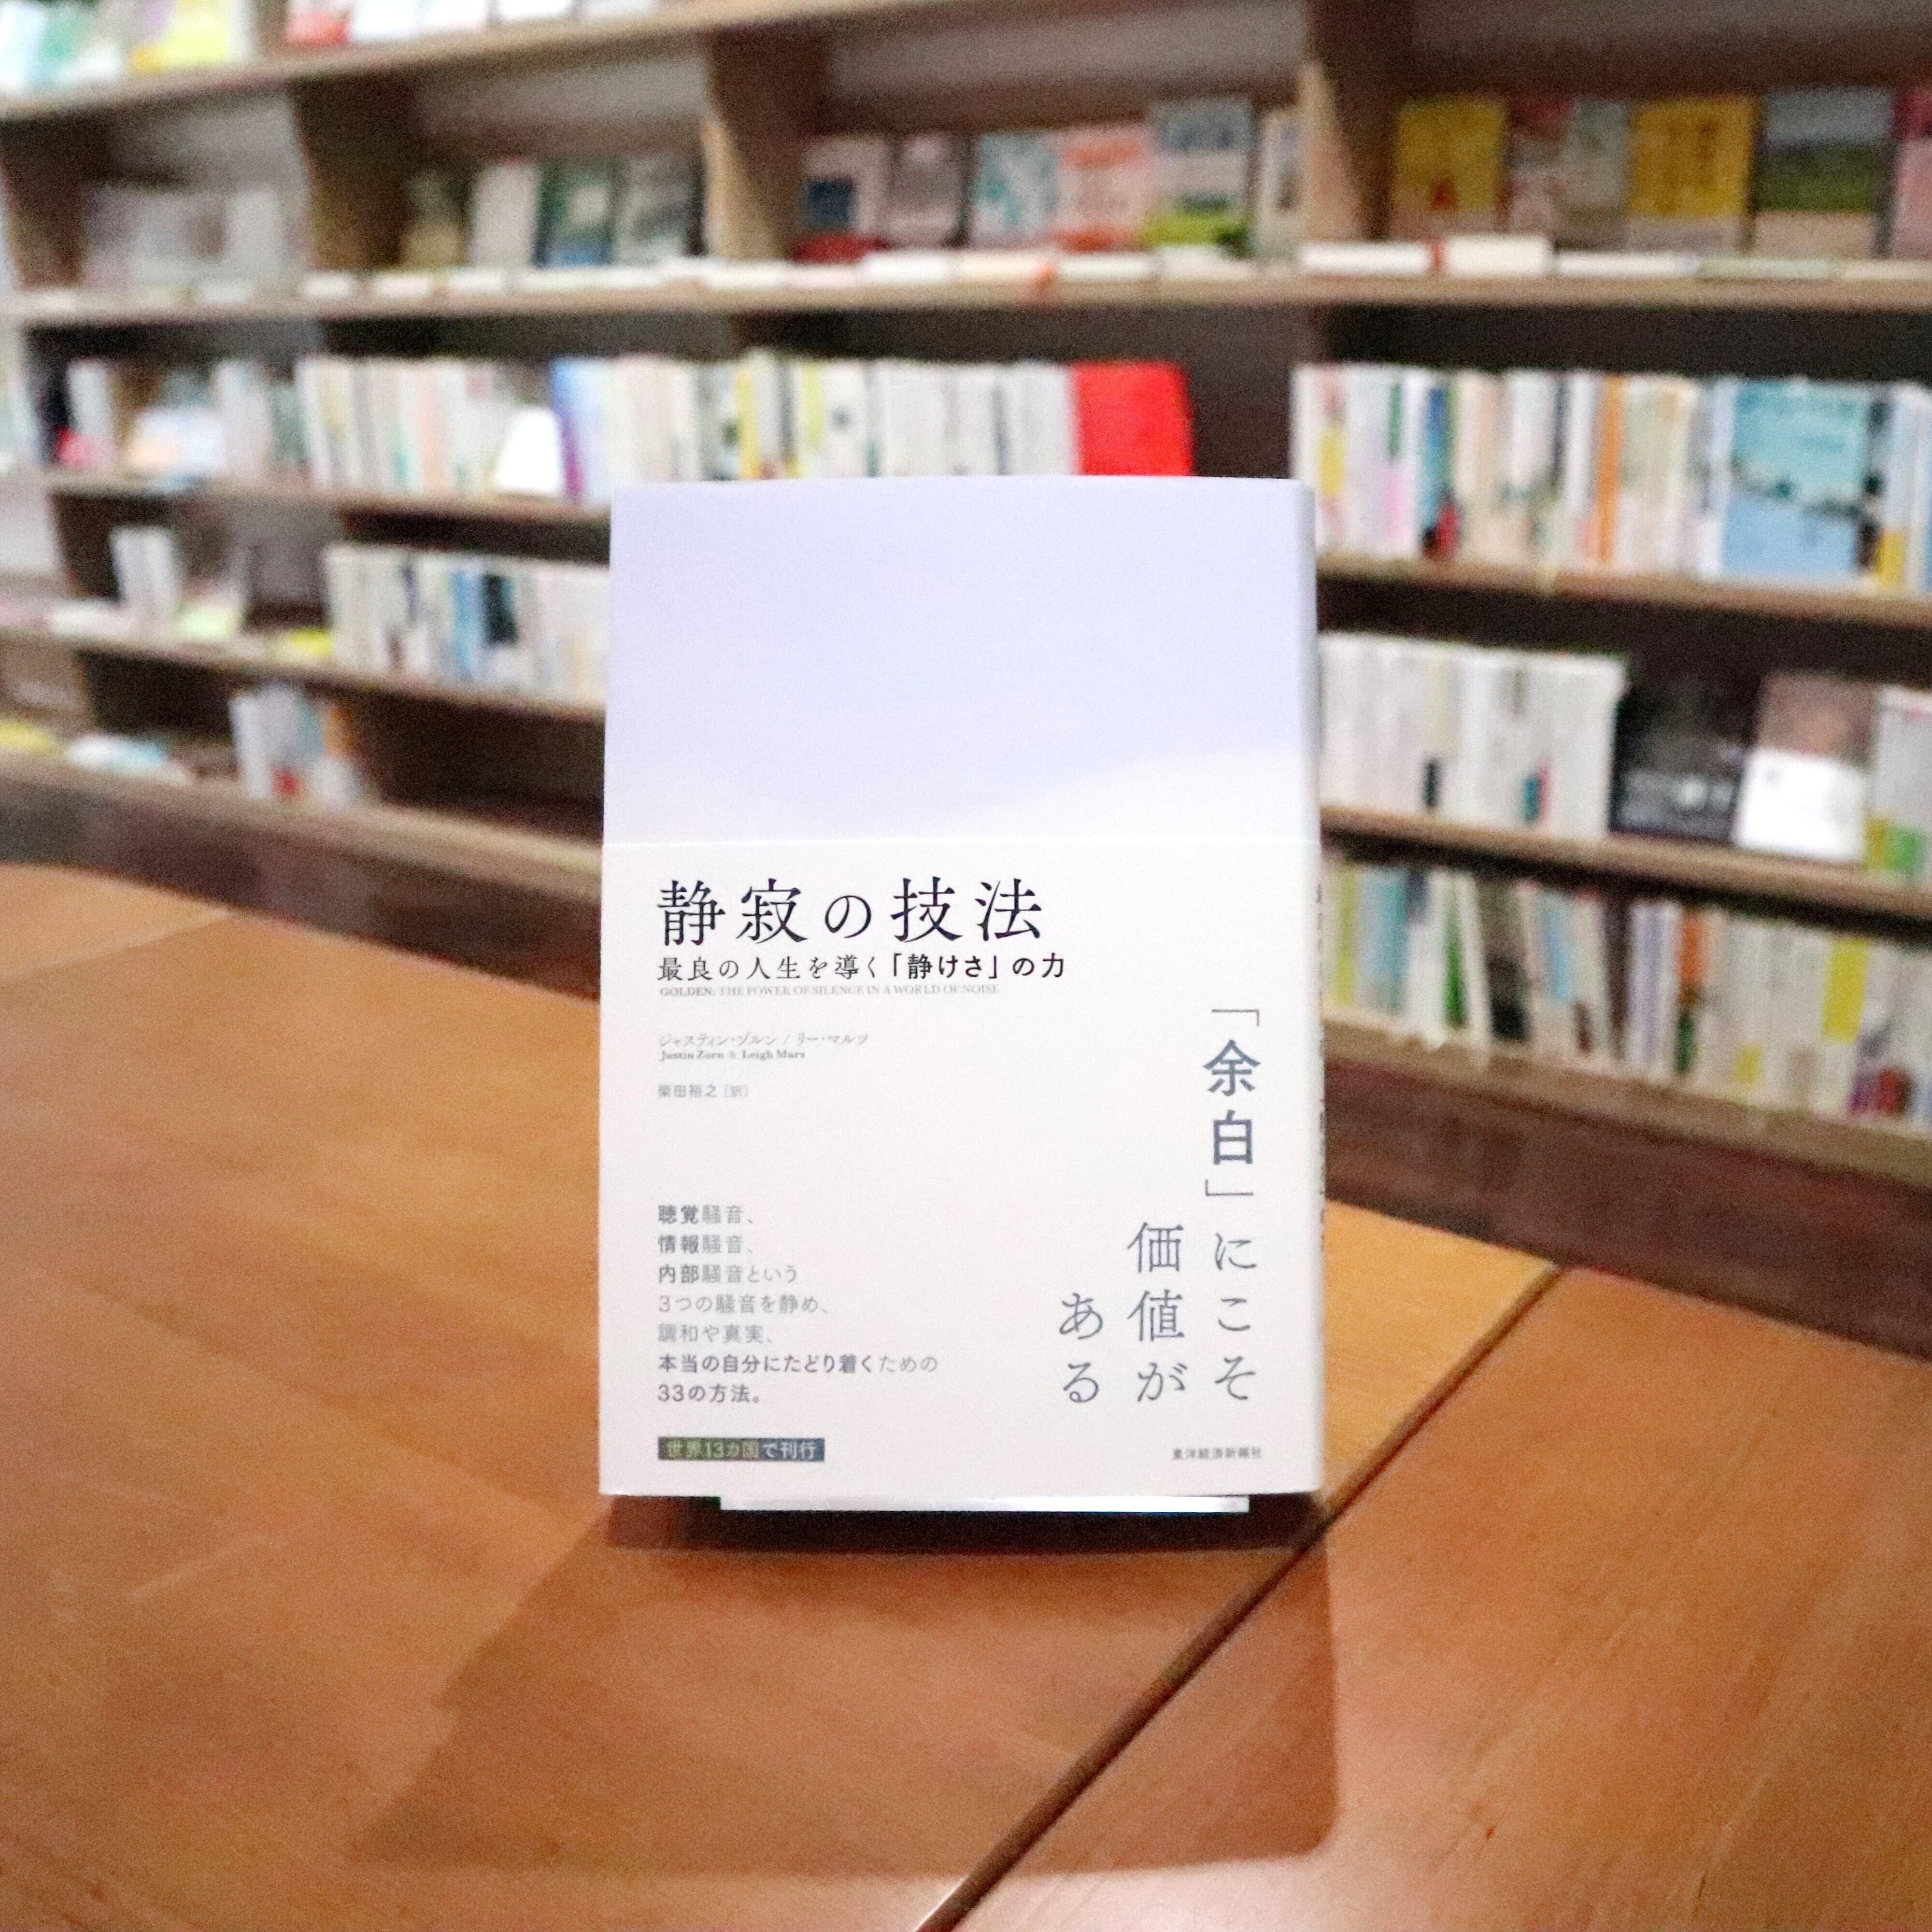 静寂の技法
最良の人生を導く「静けさ」の力
GOLDEN: THE POWER OF SILENCE IN A WORLD OF NOISE
ジャスティン・ゾルン / リー・マルツ
Justin Zorn & Leigh Marz
柴田裕之 [訳]
「余白」にこそ
価値が
ある
聴覚騒音、
情報騒音、
内部騒音という
3つの騒音を静め、
調和や真実、
本当の自分にたどり着くための
33の方法。
世界13カ国で刊行
東洋経済新報社